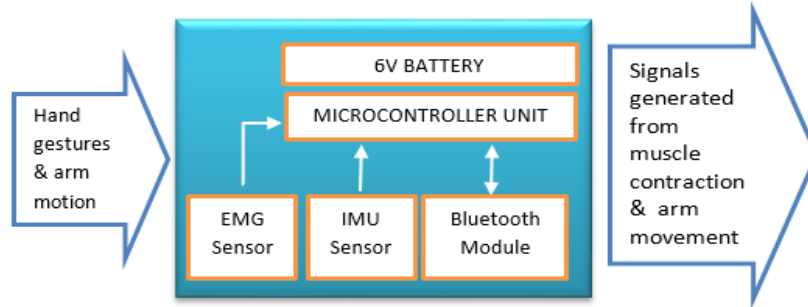 Hand
gestures
& arm
motion
6V BATTERY
MICROCONTROLLER UNIT
EMG
Sensor
IMU
Sensor
Bluetooth
Module
Signals
generated
from
muscle
contraction
& arm
movement